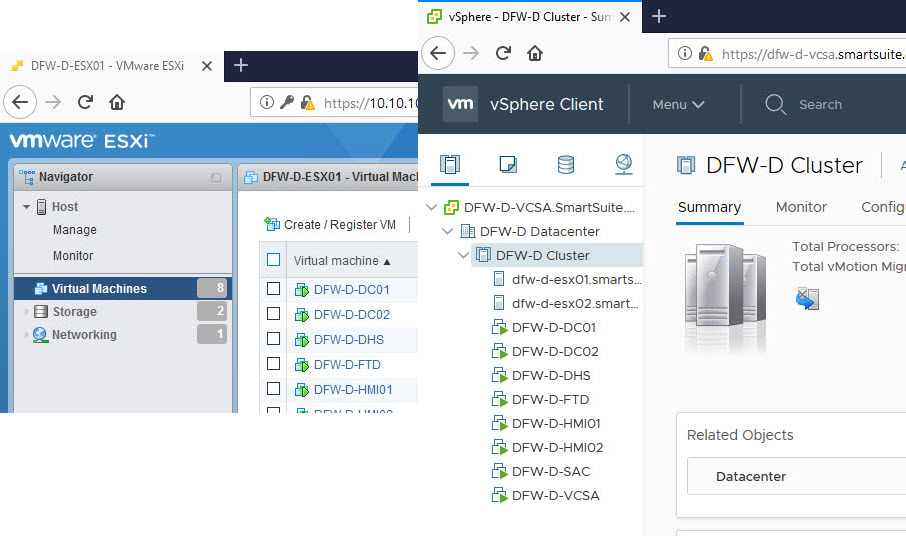 DFW-D-ESX01 - VMware ESXi
https://10.10.10
vmware ESXi™
Navigator
Host
Manage
Monitor
Virtual Machines 8
Storage 2
Networking 1
DFW-D-ESX01 - Virtual Mac
Create / Register VM
Virtual machine ▲
DFW-D-DC01
DFW-D-DC02
DFW-D-DHS
DFW-D-FTD
DFW-D-HMI01
vSphere - DFW-D Cluster - Sum
https://dfw-d-vcsa.smartsuite.
vm vSphere Client Menu Search
DFW-D-VCSA.SmartSuite....
DFW-D Datacenter
DFW-D Cluster
dfw-d-esx01.smarts...
dfw-d-esx02.smart...
DFW-D-DC01
DFW-D-DC02
DFW-D-DHS
DFW-D-FTD
DFW-D-HMI01
DFW-D-HMI02
DFW-D-SAC
DFW-D-VCSA
DFW-D Cluster
Summary Monitor Config
Total Processors:
Total vMotion Migr
Related Objects
Datacenter